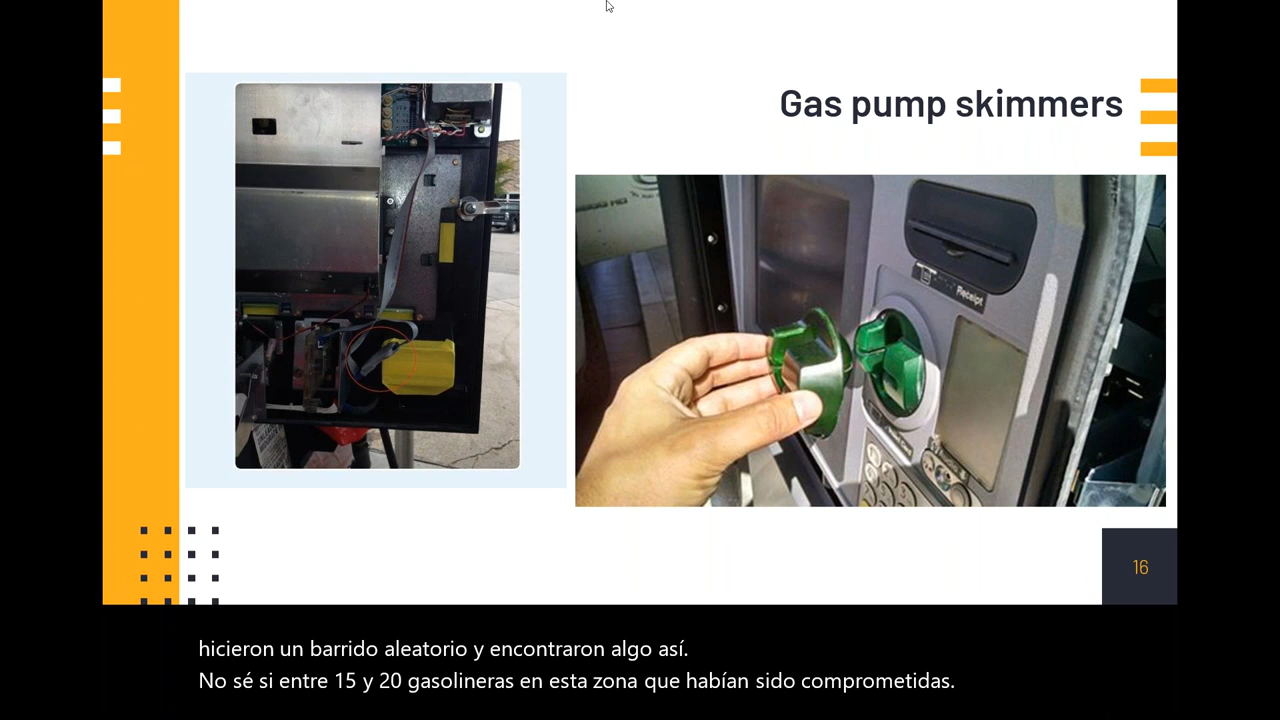 Gas pump skimmers
Receipt
16
hicieron un barrido aleatorio y encontraron algo así.
No sé si entre 15 y 20 gasolineras en esta zona que habían sido comprometidas.